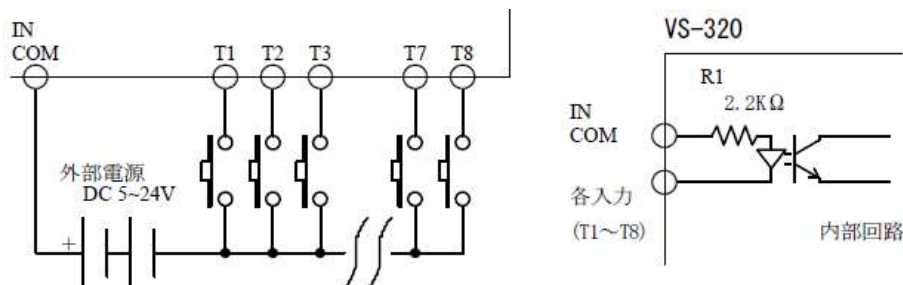 IN
COM
T1
T2
T3
T7
T8
外部電源
DC 5~24V
+
VS-320
R1
2.2KΩ
IN
COM
各入力
(T1～T8)
内部回路